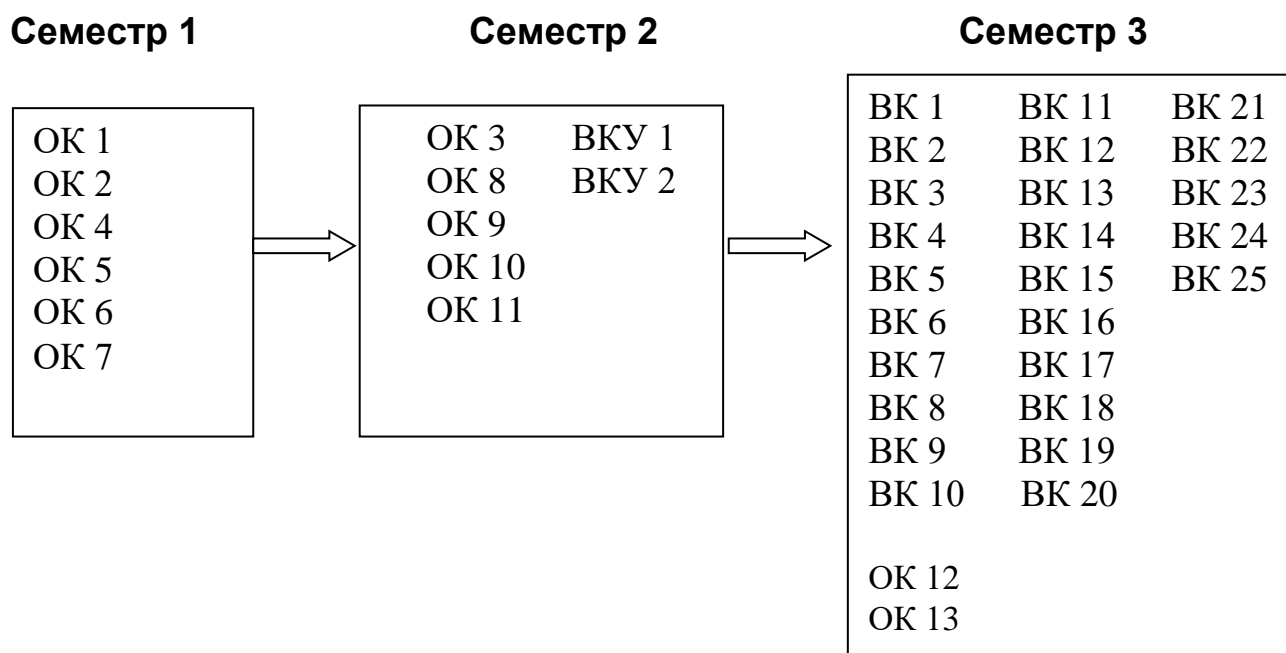 Семестр 1
Семестр 2
Семестр 3
ОК 1
ОК 2
ОК 4
ОК 5
ОК 6
ОК 7
ОК 3 ВКУ 1
ОК 8 ВКУ 2
ОК 9
ОК 10
ОК 11
ВК 1 ВК 11 ВК 21
ВК 2 ВК 12 ВК 22
ВК 3 ВК 13 ВК 23
ВК 4 ВК 14 ВК 24
ВК 5 ВК 15 ВК 25
ВК 6 ВК 16
ВК 7 ВК 17
ВК 8 ВК 18
ВК 9 ВК 19
ВК 10 ВК 20
ОК 12
ОК 13